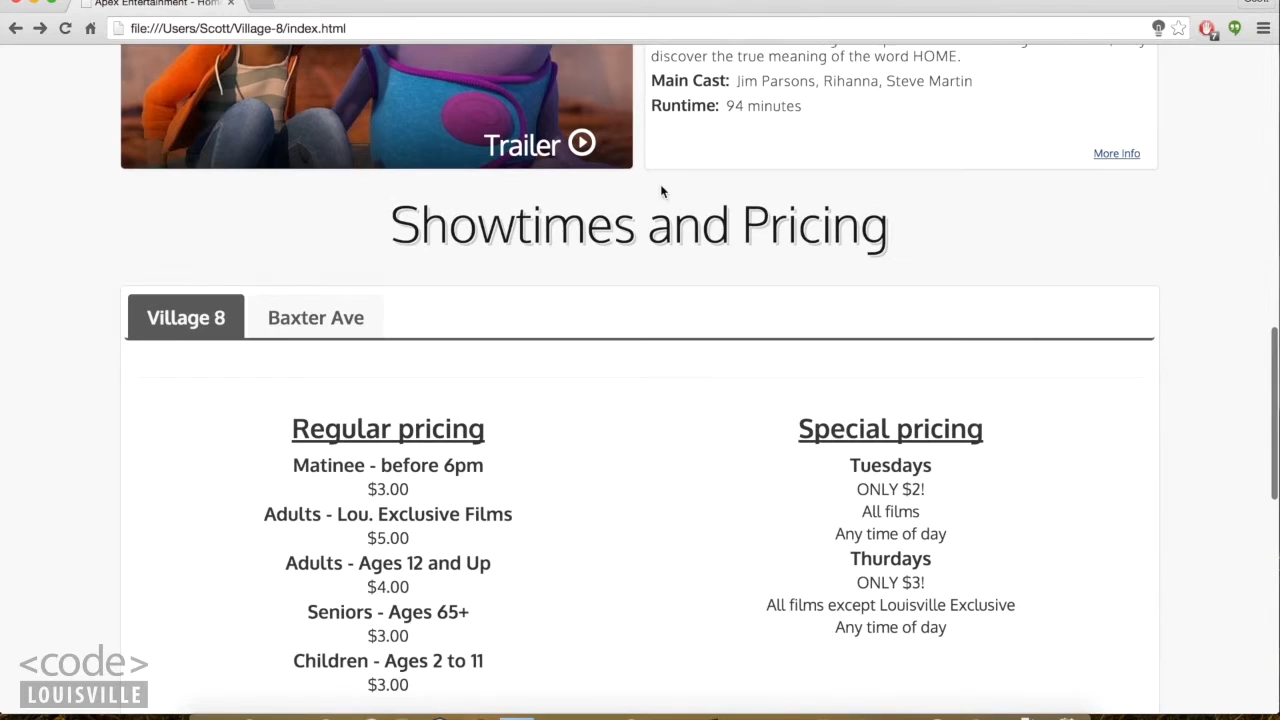 Apex Entertainment - Hom
file:///Users/Scott/Village-8/index.html
discover the true meaning of the word HOME.
Main Cast: Jim Parsons, Rihanna, Steve Martin
Runtime: 94 minutes
Trailer
More Info
Showtimes and Pricing
Village 8
Baxter Ave
Regular pricing
Matinee - before 6pm
$3.00
Adults - Lou. Exclusive Films
$5.00
Adults - Ages 12 and Up
$4.00
Seniors - Ages 65+
$3.00
Children - Ages 2 to 11
$3.00
Special pricing
Tuesdays
ONLY $2!
All films
Any time of day
Thurdays
ONLY $3!
All films except Louisville Exclusive
Any time of day
<code>
LOUISVILLE